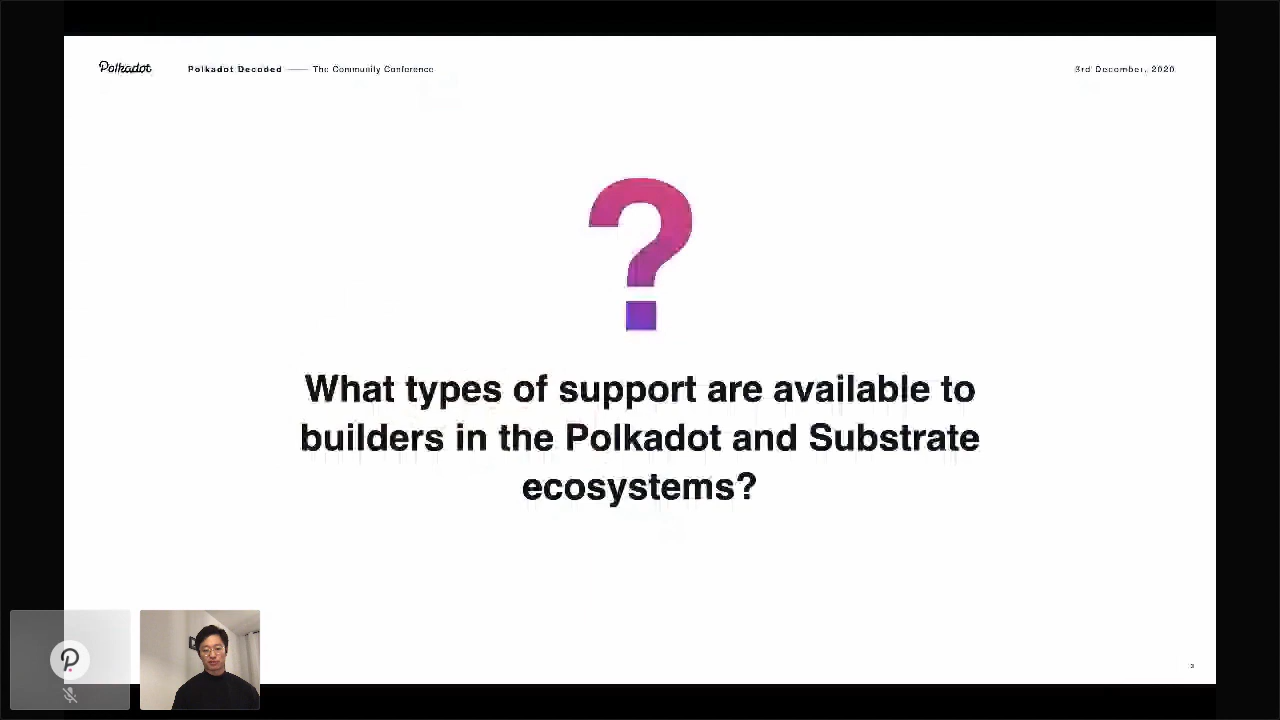 Polkadot
Polkadot Decoded — The Community Conference
3rd December, 2020
?
What types of support are available to
builders in the Polkadot and Substrate
ecosystems?